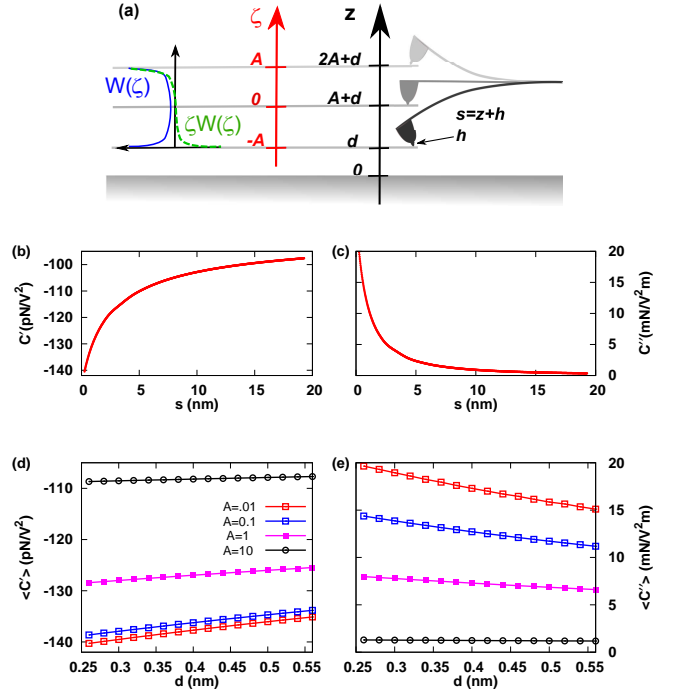 (a)
ζ
z
A
2A+d
W(ζ)
0
A+d
s=z+h
ζW(ζ)
h
-A
d
0
(b)
(c)
-100
-110
-120
-130
-140
C′(pN/V²)
0
5
10
15
20
s (nm)
20
15
10
5
0
C′′(mN/V²m)
0
5
10
15
20
s (nm)
(d)
(e)
-110
-120
-130
-140
<C′> (pN/V²)
A=.01
A=0.1
A=1
A=10
0.25
0.3
0.35
0.4
0.45
0.5
0.55
d (nm)
20
15
10
5
0
<C′′> (mN/V²m)
0.25
0.3
0.35
0.4
0.45
0.5
0.55
d (nm)